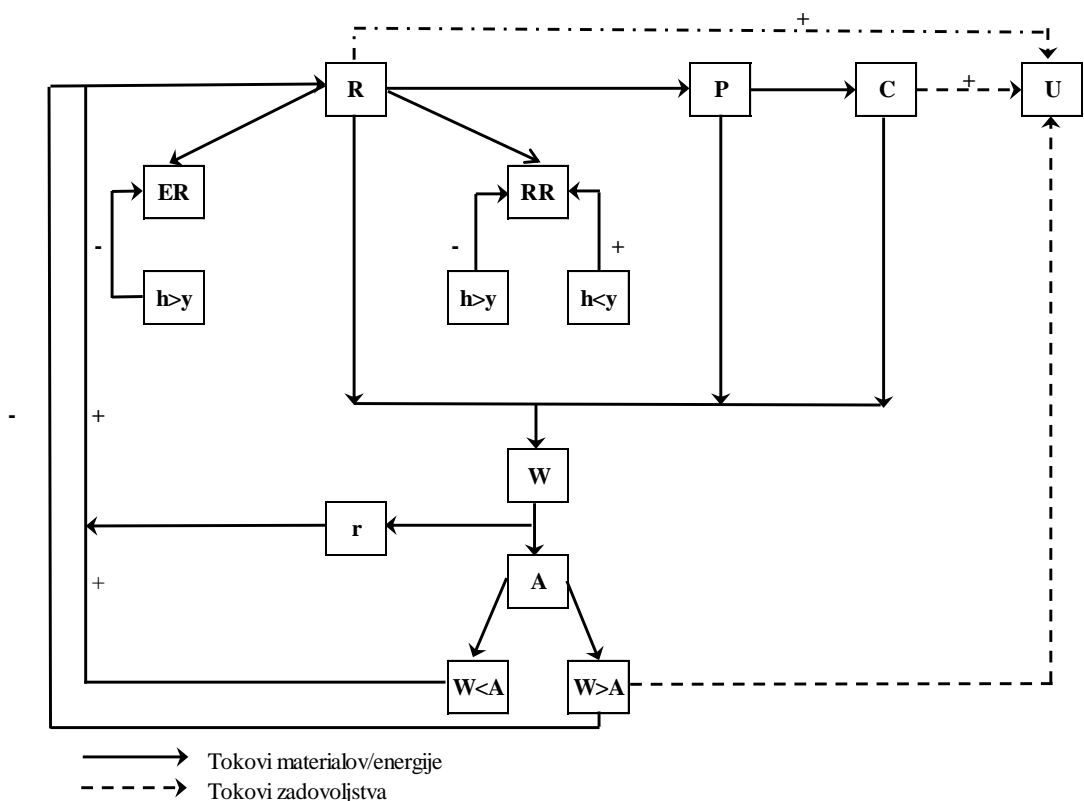 +
R
P
C
+
U
ER
RR
-
-
+
h>y
h>y
h<y
-
+
W
r
A
+
W<A
W>A
Tokovi materialov/energije
Tokovi zadovoljstva